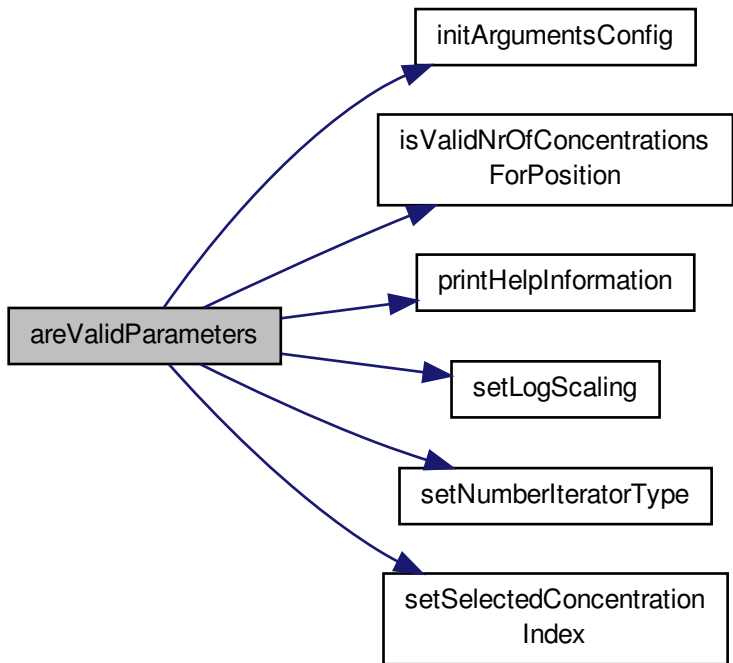 initArgumentsConfig
isValidNrOfConcentrations
ForPosition
printHelpInformation
areValidParameters
setLogScaling
setNumberIteratorType
setSelectedConcentration
Index